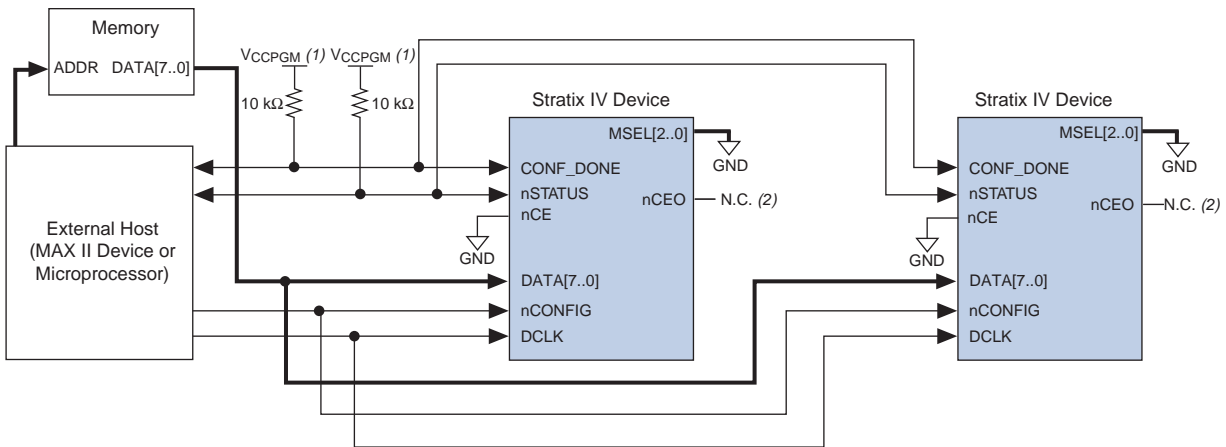 Memory
ADDR DATA[7..0]
VCCPGM (1) VCCPGM (1)
10 kΩ 10 kΩ
Stratix IV Device
Stratix IV Device
MSEL[2..0]
GND
CONF_DONE
nSTATUS
nCE
nCEO
N.C. (2)
GND
DATA[7..0]
nCONFIG
DCLK
MSEL[2..0]
GND
CONF_DONE
nSTATUS
nCE
nCEO
N.C. (2)
GND
DATA[7..0]
nCONFIG
DCLK
External Host
(MAX II Device or
Microprocessor)